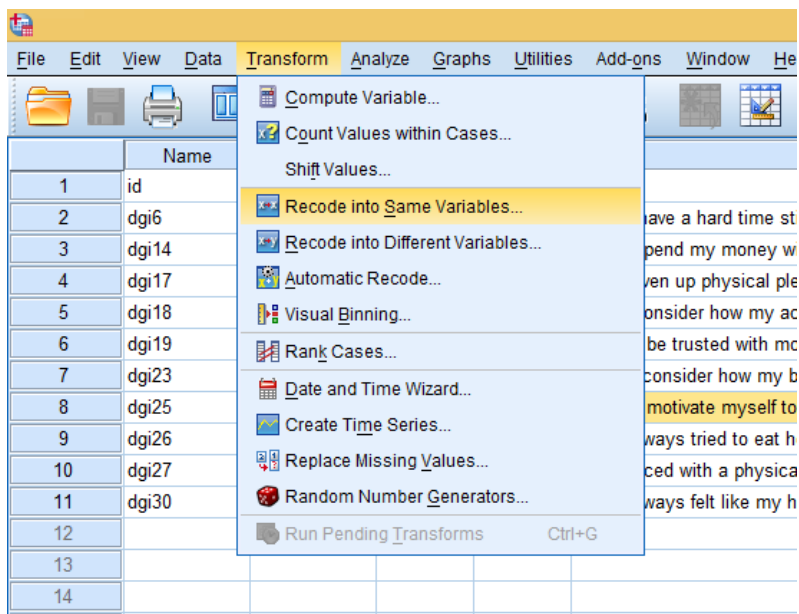 File Edit View Data Transform Analyze Graphs Utilities Add-ons Window He
Compute Variable...
Count Values within Cases...
Shift Values...
Recode into Same Variables...
Recode into Different Variables...
Automatic Recode...
Visual Binning...
Rank Cases...
Date and Time Wizard...
Create Time Series...
Replace Missing Values...
Random Number Generators...
Run Pending Transforms Ctrl+G
Name
1 id
2 dgi6 have a hard time sti
3 dgi14 pend my money wi
4 dgi17 ven up physical ple
5 dgi18 onsider how my ac
6 dgi19 be trusted with mo
7 dgi23 consider how my b
8 dgi25 motivate myself to
9 dgi26 ways tried to eat h
10 dgi27 ced with a physica
11 dgi30 ways felt like my h
12
13
14